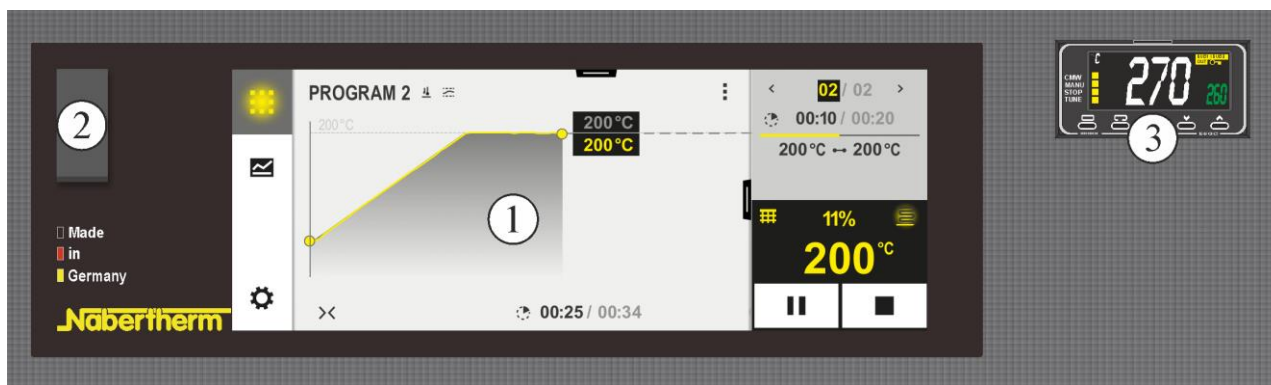 2
Made
in
Germany
Nabertherm
PROGRAM 2
200°C
200°C
200°C
1
00:25 / 00:34
02 / 02
00:10 / 00:20
200°C ↔ 200°C
11%
200°C
C
CMW
MANU
STOP
TUNE
270
260
3